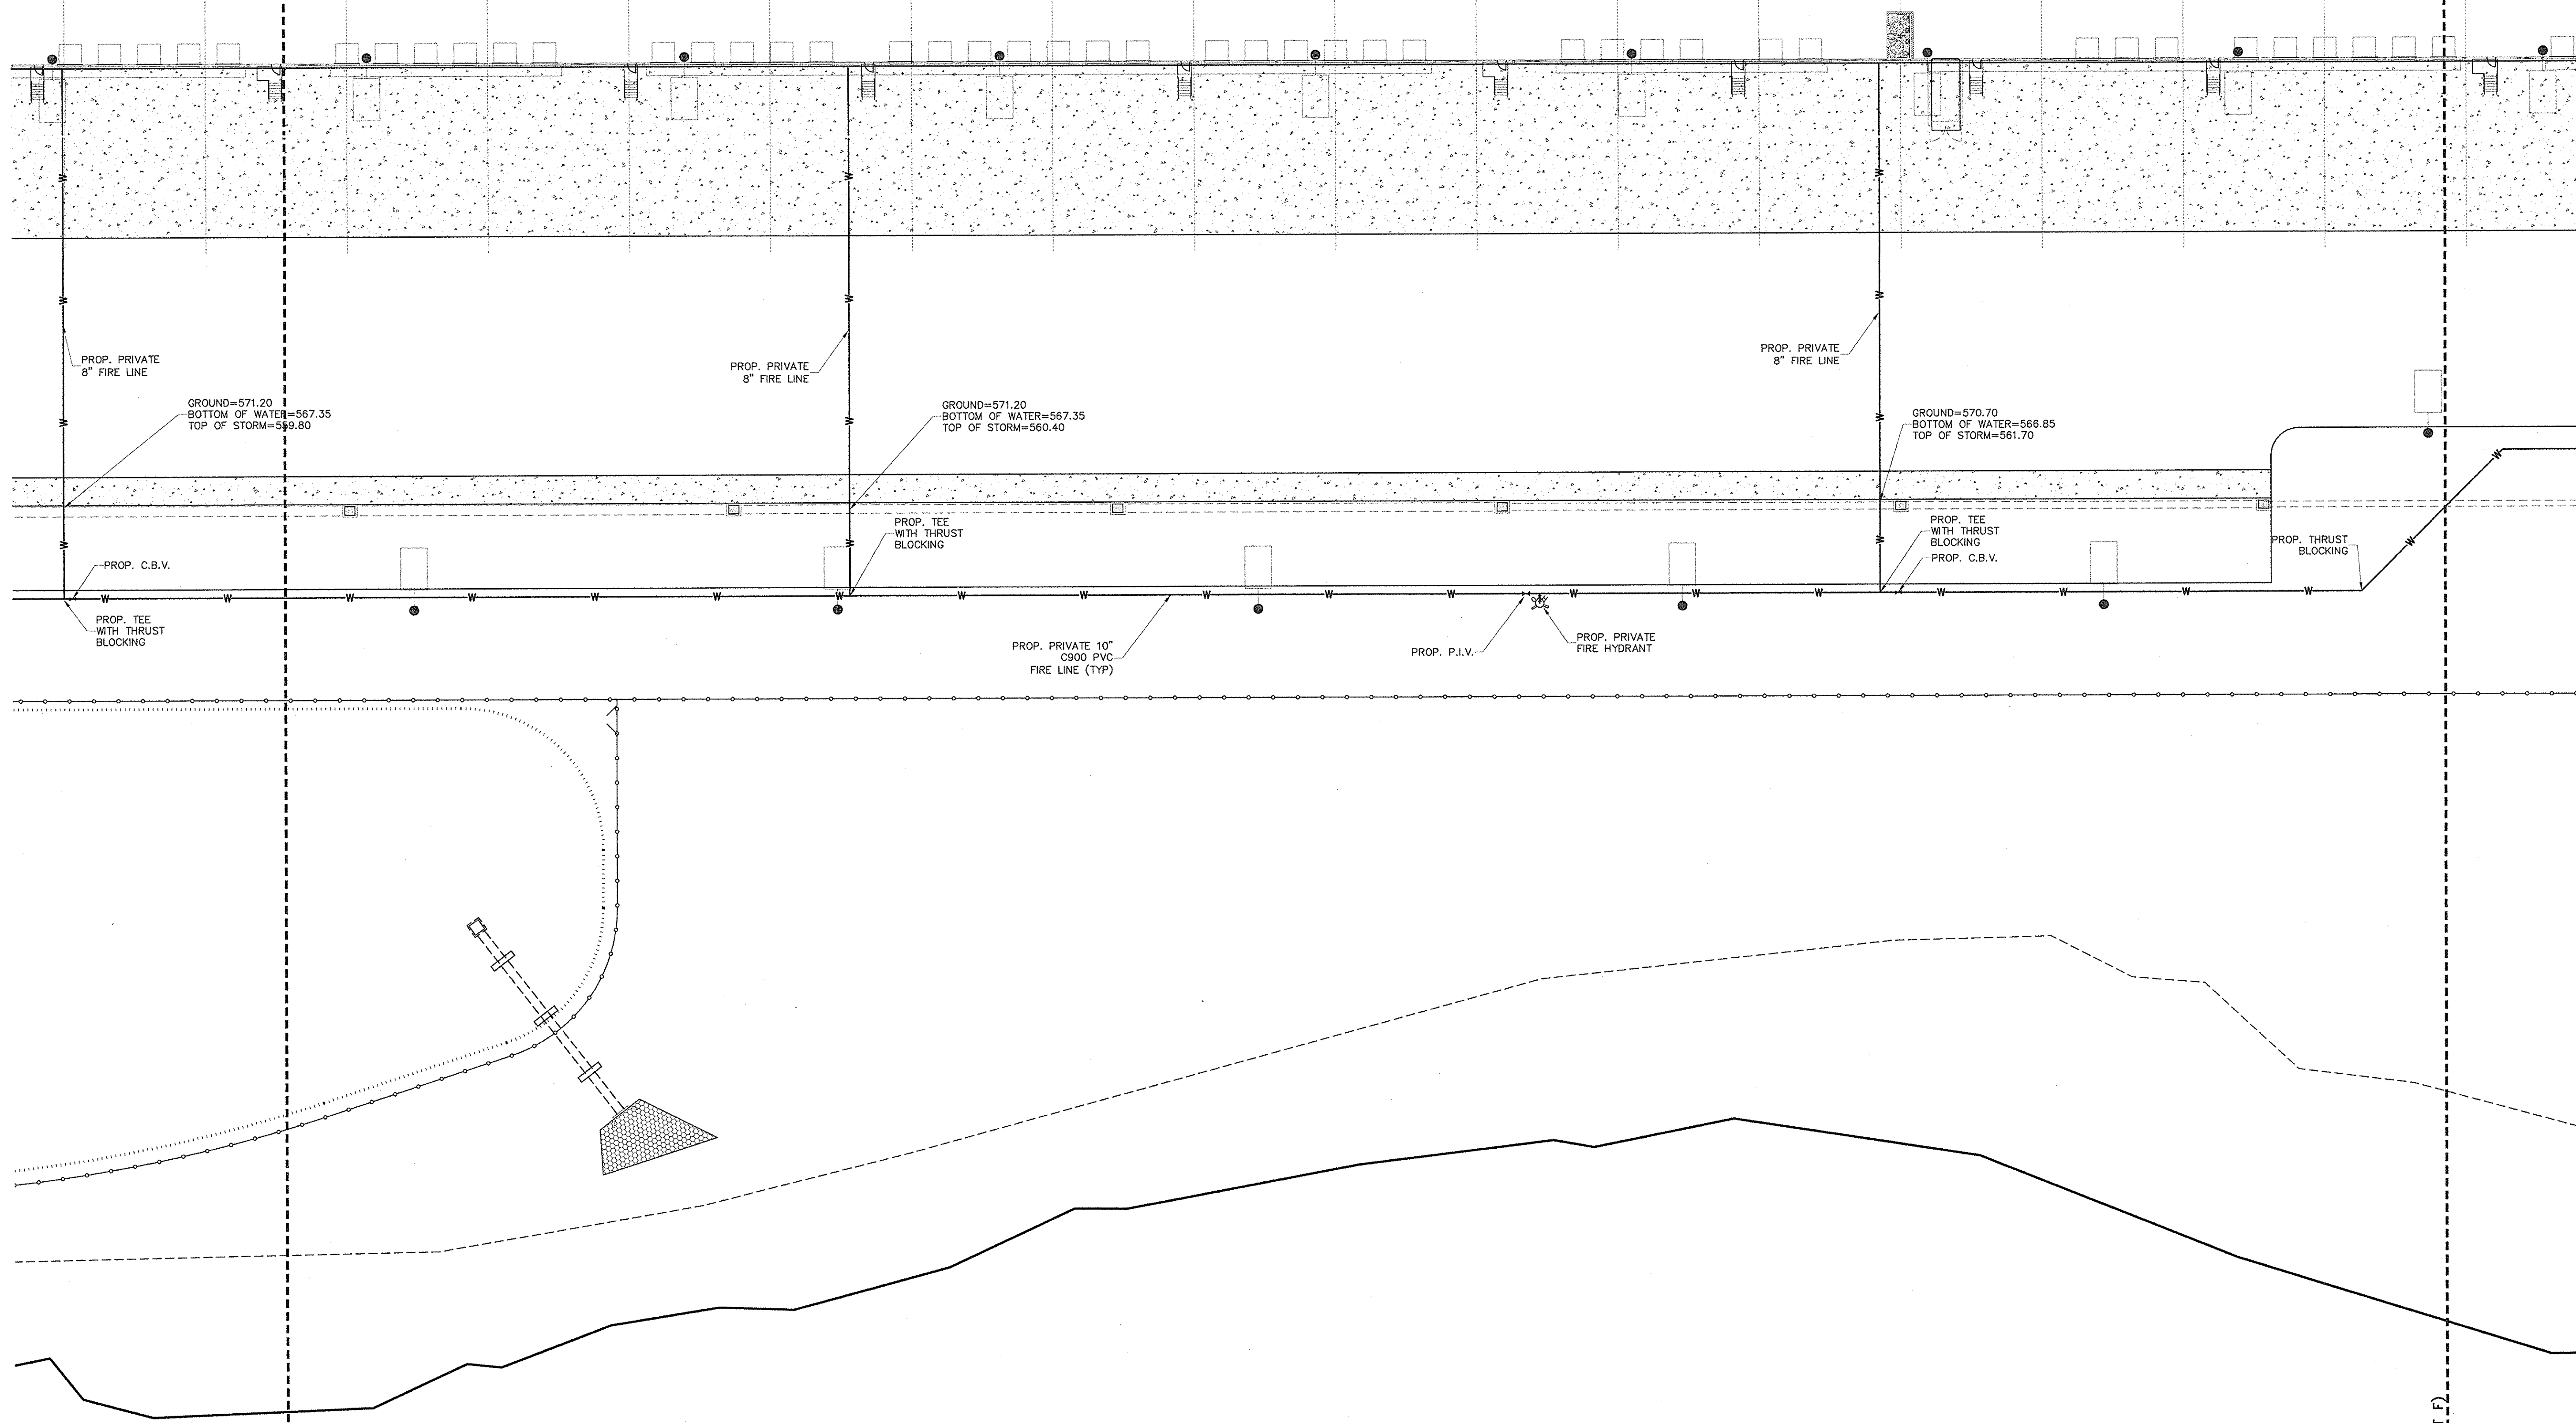 PROP. PRIVATE
8" FIRE LINE
PROP. PRIVATE
8" FIRE LINE
PROP. PRIVATE
8" FIRE LINE
GROUND=571.20
BOTTOM OF WATER=567.35
TOP OF STORM=559.80
GROUND=571.20
BOTTOM OF WATER=567.35
TOP OF STORM=560.40
GROUND=570.70
BOTTOM OF WATER=566.85
TOP OF STORM=561.70
PROP. TEE
WITH THRUST
BLOCKING
PROP. TEE
WITH THRUST
BLOCKING
PROP. C.B.V.
PROP. THRUST
BLOCKING
PROP. C.B.V.
PROP. TEE
WITH THRUST
BLOCKING
PROP. PRIVATE 10"
C900 PVC
FIRE LINE (TYP)
PROP. P.I.V.
PROP. PRIVATE
FIRE HYDRANT
W W W W W W W W W W W W W W W W W W W